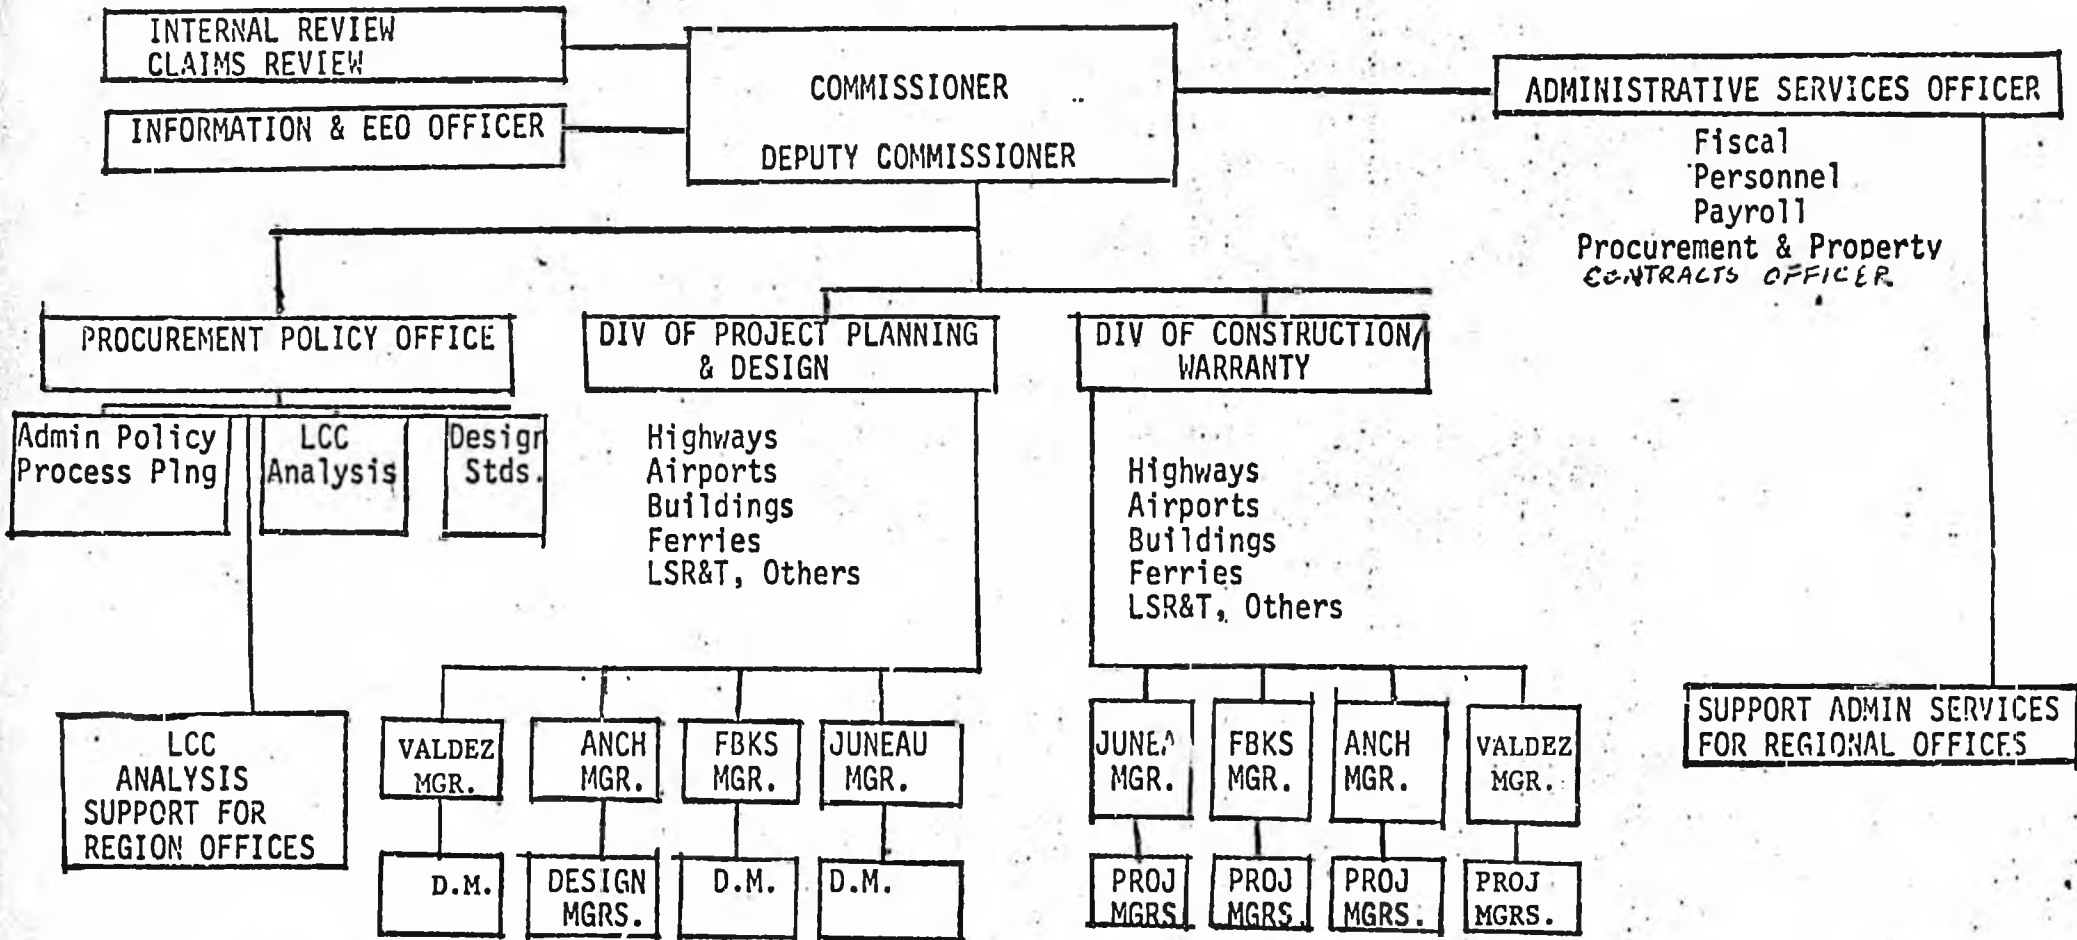 INTERNAL REVIEW
CLAIMS REVIEW
INFORMATION & EEO OFFICER
COMMISSIONER
DEPUTY COMMISSIONER
ADMINISTRATIVE SERVICES OFFICER
Fiscal
Personnel
Payroll
Procurement & Property
CONTRACTS OFFICER
PROCUREMENT POLICY OFFICE
DIV OF PROJECT PLANNING
& DESIGN
DIV OF CONSTRUCTION/
WARRANTY
Admin Policy
Process Plng
LCC
Analysis
Design
Stds.
Highways
Airports
Buildings
Ferries
LSR&T, Others
Highways
Airports
Buildings
Ferries
LSR&T, Others
LCC
ANALYSIS
SUPPORT FOR
REGION OFFICES
VALDEZ
MGR.
ANCH
MGR.
FBKS
MGR.
JUNEAU
MGR.
D.M.
DESIGN
MGRS.
D.M.
D.M.
JUNEA
MGR.
FBKS
MGR.
ANCH
MGR.
VALDEZ
MGR.
PROJ
MGRS
PROJ
MGRS.
PROJ
MGRS.
PROJ
MGRS.
SUPPORT ADMIN SERVICES
FOR REGIONAL OFFICES